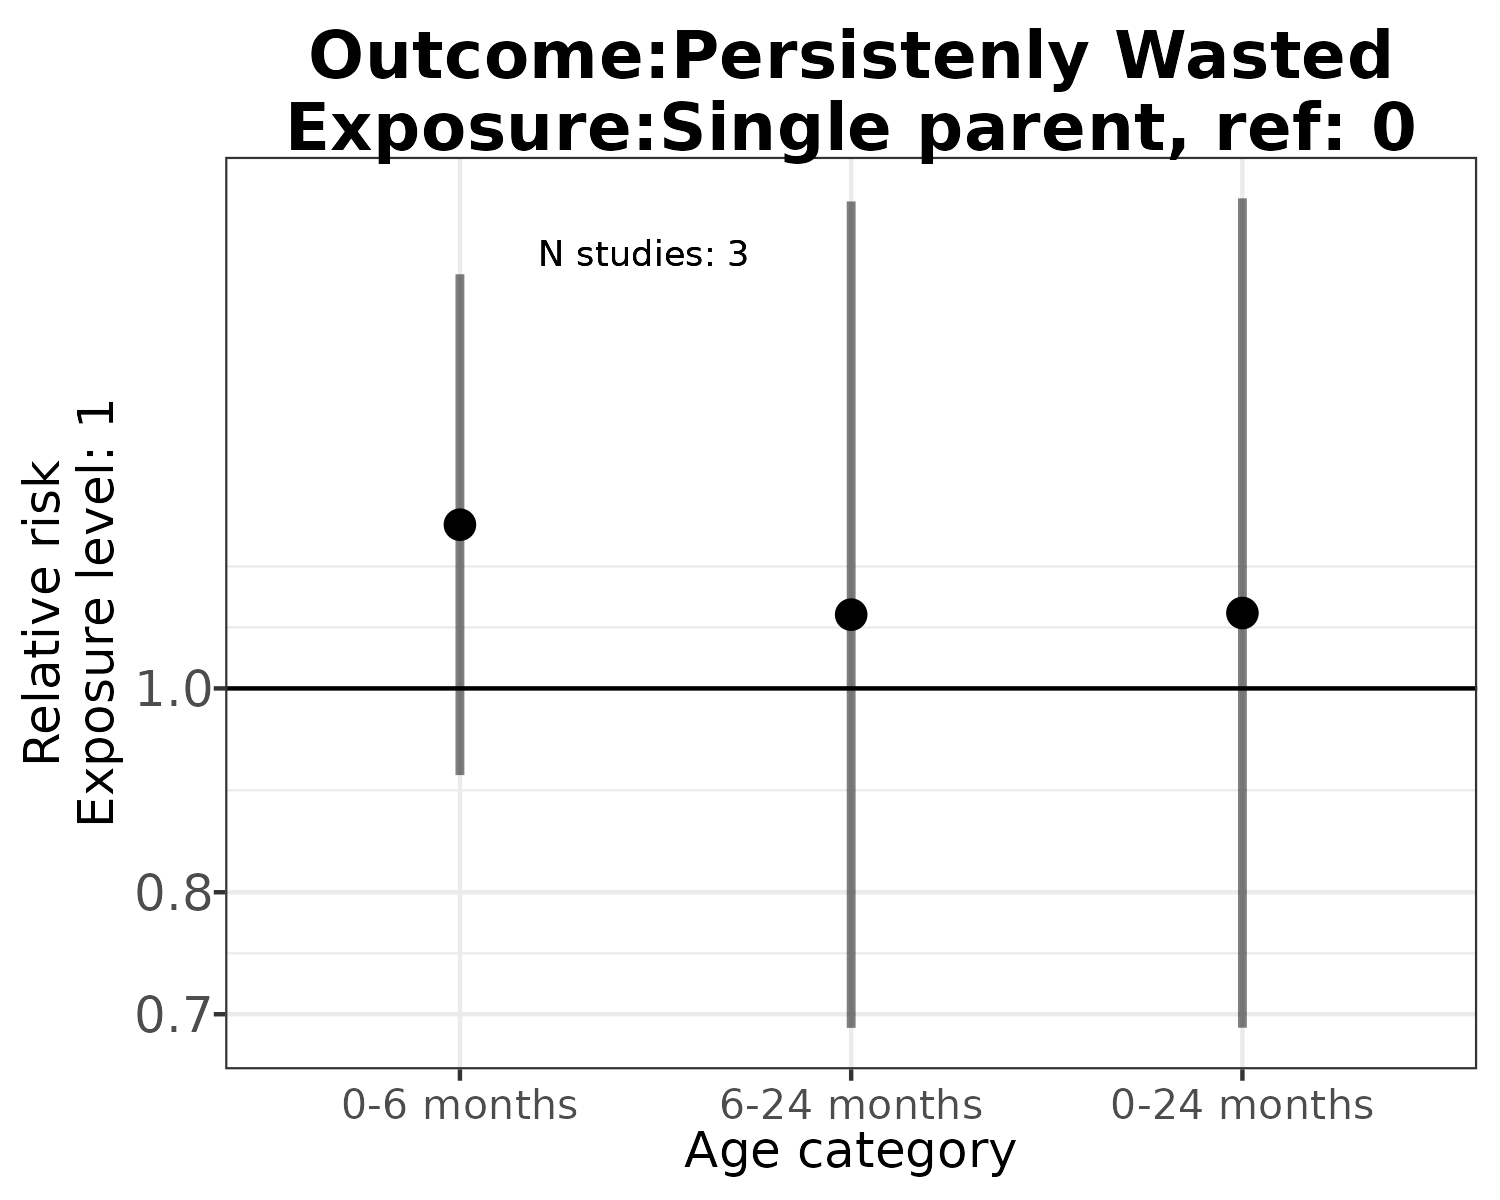 Outcome:Persistenly Wasted
Exposure:Single parent, ref: 0
N studies: 3
Relative risk
Exposure level: 1
1.0
0.8
0.7
0-6 months
6-24 months
0-24 months
Age category